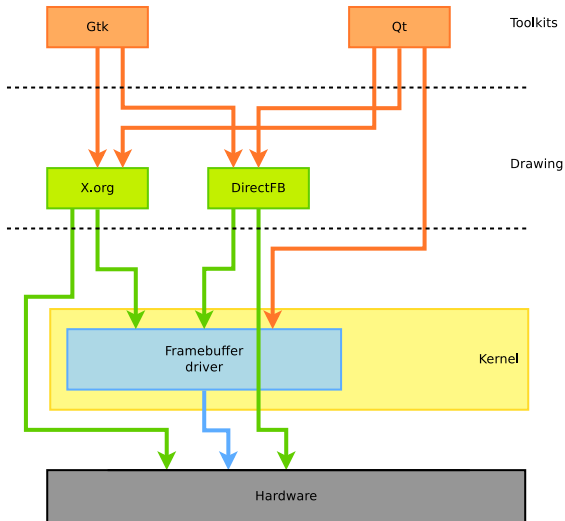 Gtk
Qt
Toolkits
Drawing
X.org
DirectFB
Framebuffer
driver
Kernel
Hardware